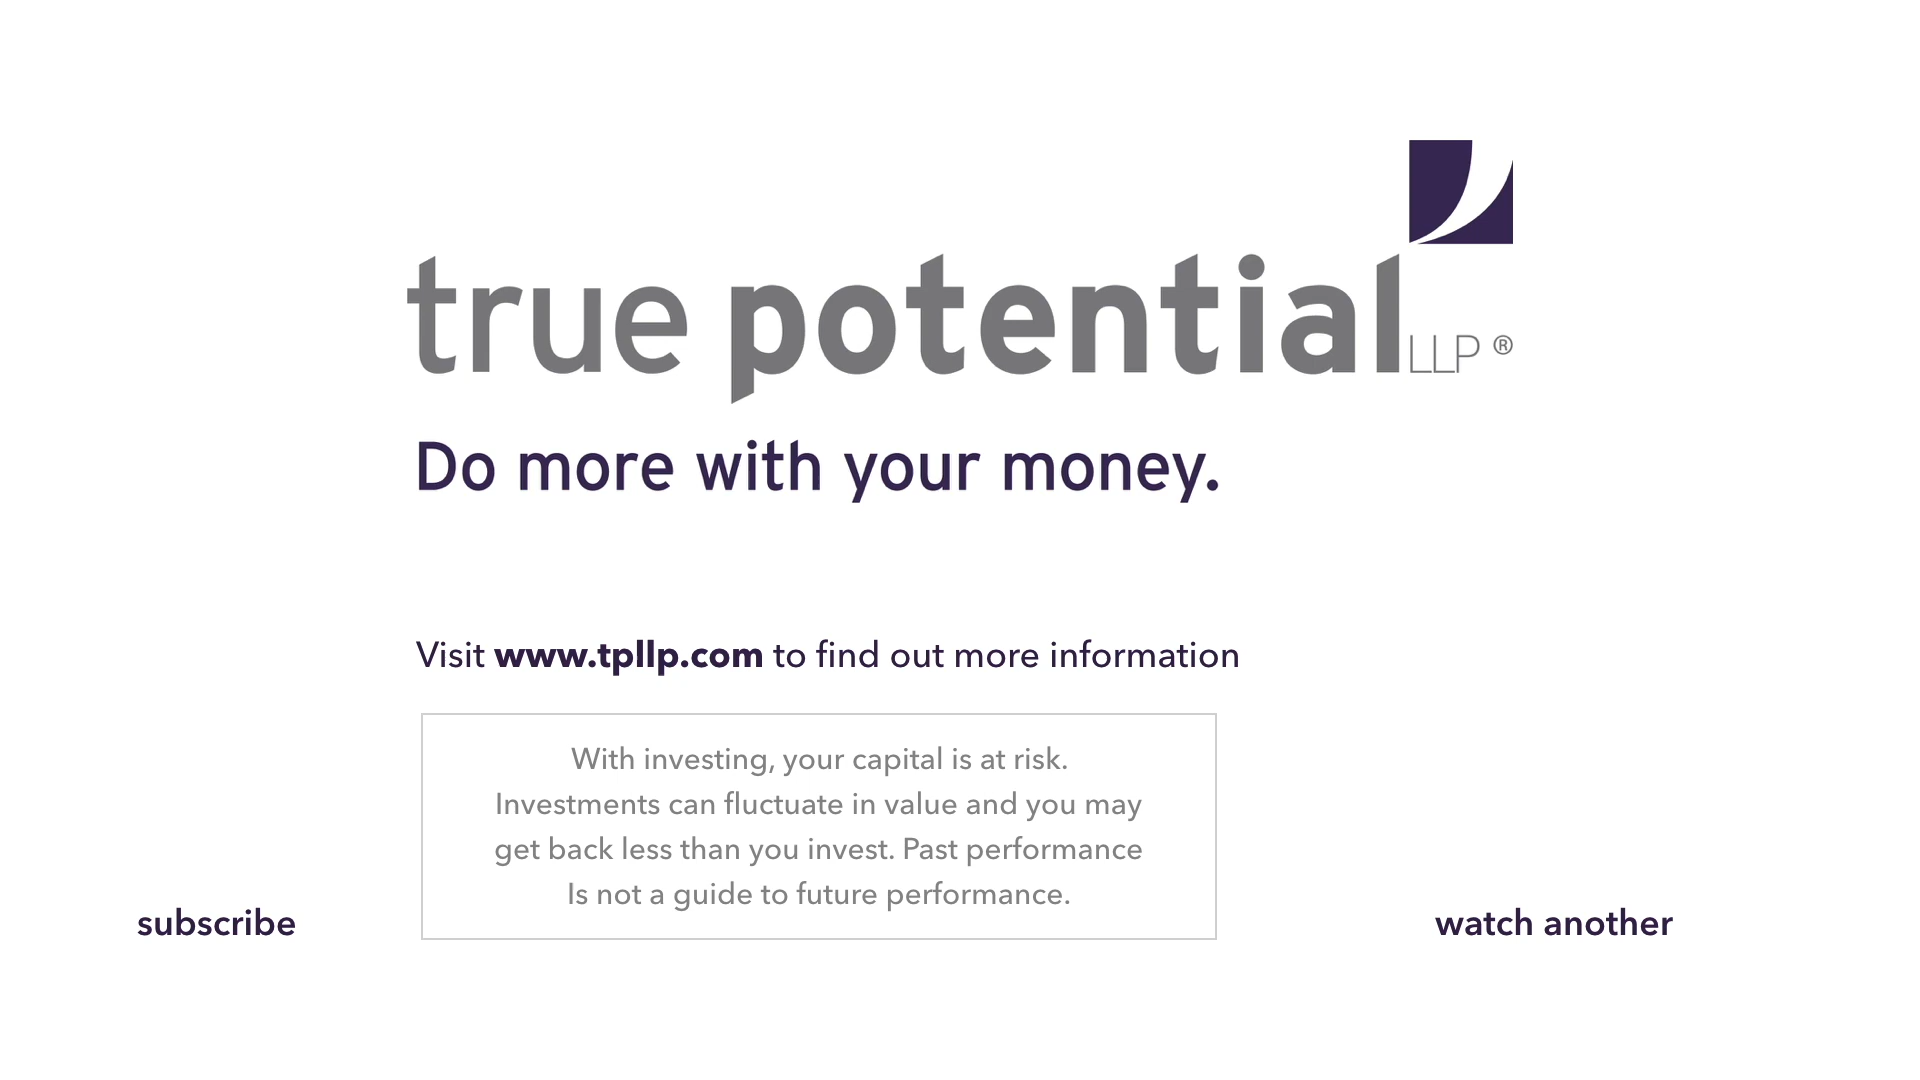 true potential LLP ®
Do more with your money.
Visit www.tpllp.com to find out more information
With investing, your capital is at risk.
Investments can fluctuate in value and you may
get back less than you invest. Past performance
Is not a guide to future performance.
subscribe
watch another